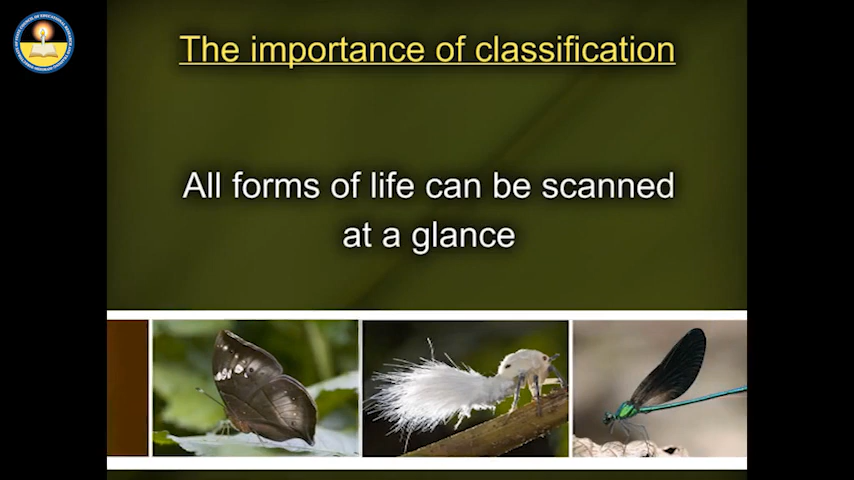 The importance of classification
All forms of life can be scanned
at a glance